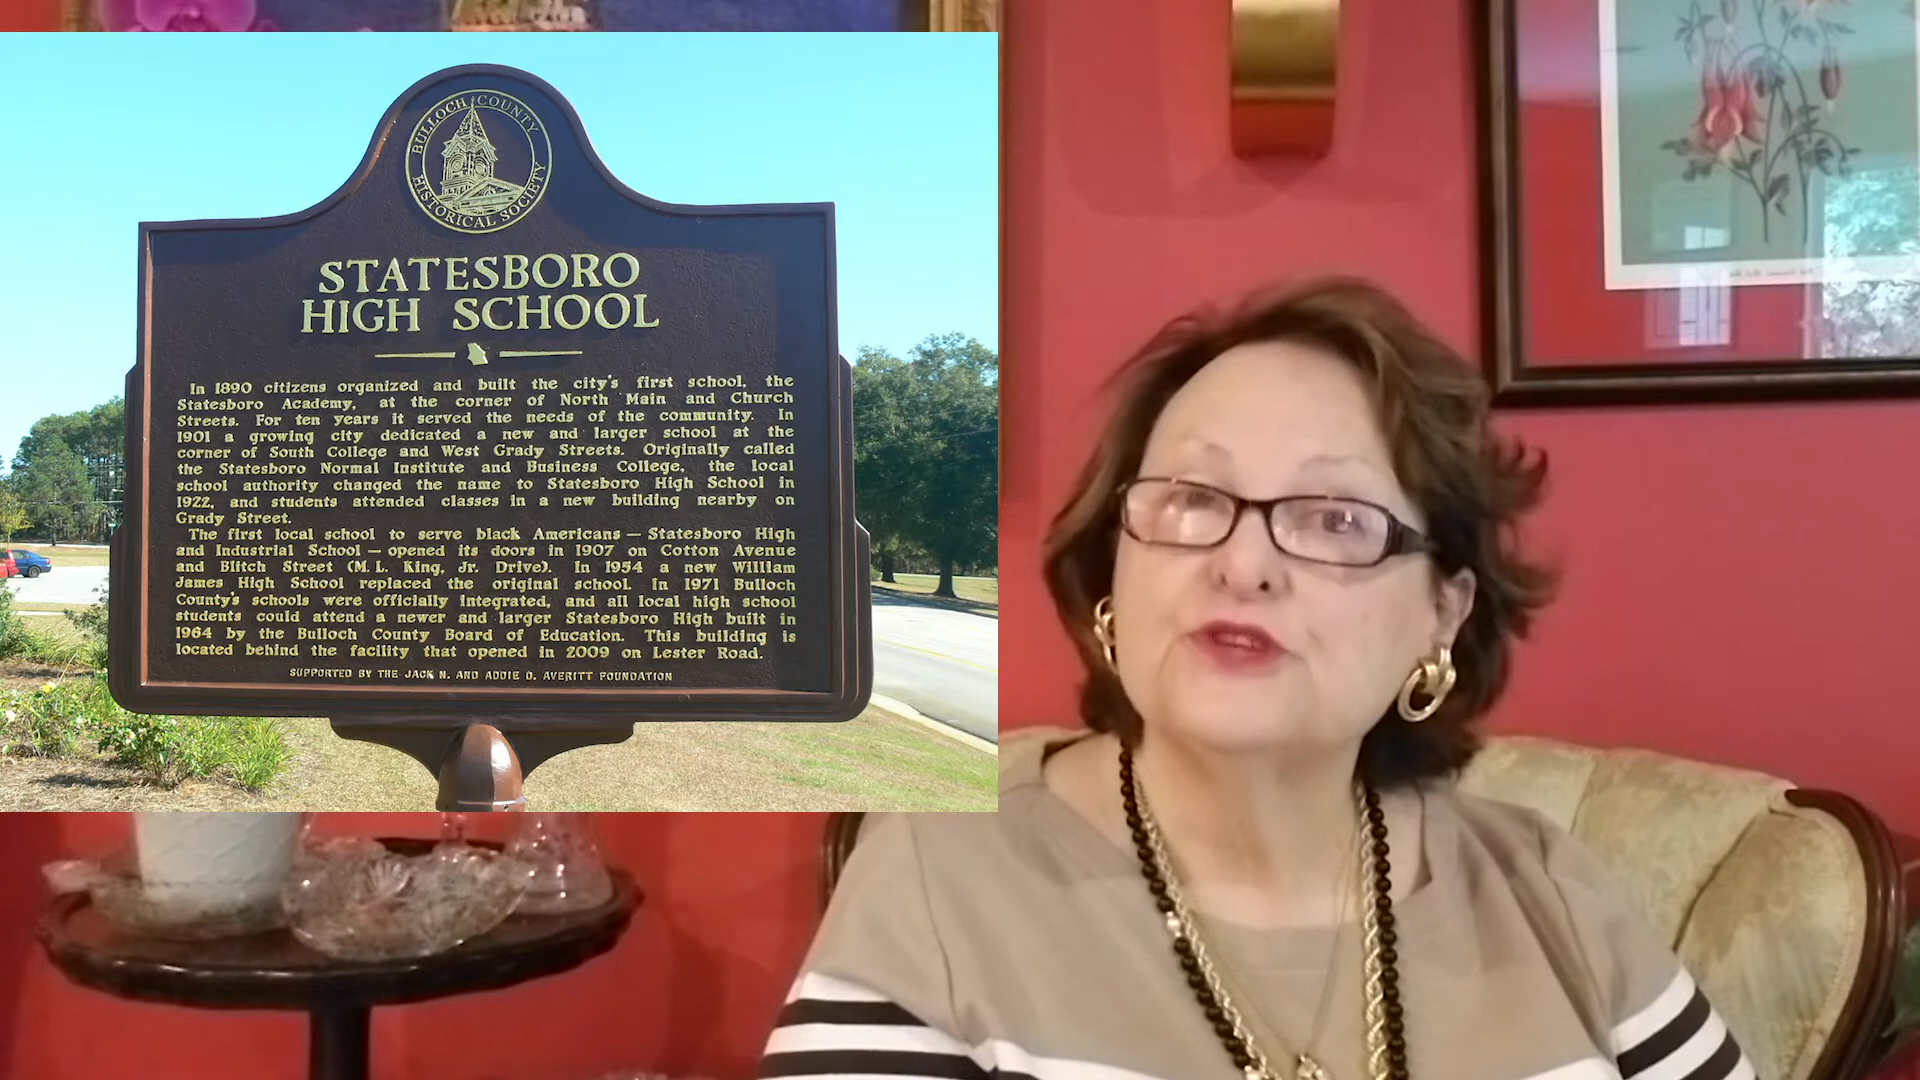 BULLOCH COUNTY
HISTORICAL SOCIETY
STATESBORO
HIGH SCHOOL
In 1890 citizens organized and built the city's first school, the
Statesboro Academy, at the corner of North Main and Church
Streets. For ten years it served the needs of the community. In
1901 a growing city dedicated a new and larger school at the
corner of South College and West Grady Streets. Originally called
the Statesboro Normal Institute and Business College, the local
school authority changed the name to Statesboro High School in
1922, and students attended classes in a new building nearby on
Grady Street.
The first local school to serve black Americans — Statesboro High
and Industrial School — opened its doors in 1907 on Cotton Avenue
and Blitch Street (M. L. King, Jr. Drive). In 1954 a new William
James High School replaced the original school. In 1971 Bulloch
County's schools were officially integrated, and all local high school
students could attend a newer and larger Statesboro High built in
1964 by the Bulloch County Board of Education. This building is
located behind the facility that opened in 2009 on Lester Road.
SUPPORTED BY THE JACK N. AND ADDIE D. AVERITT FOUNDATION